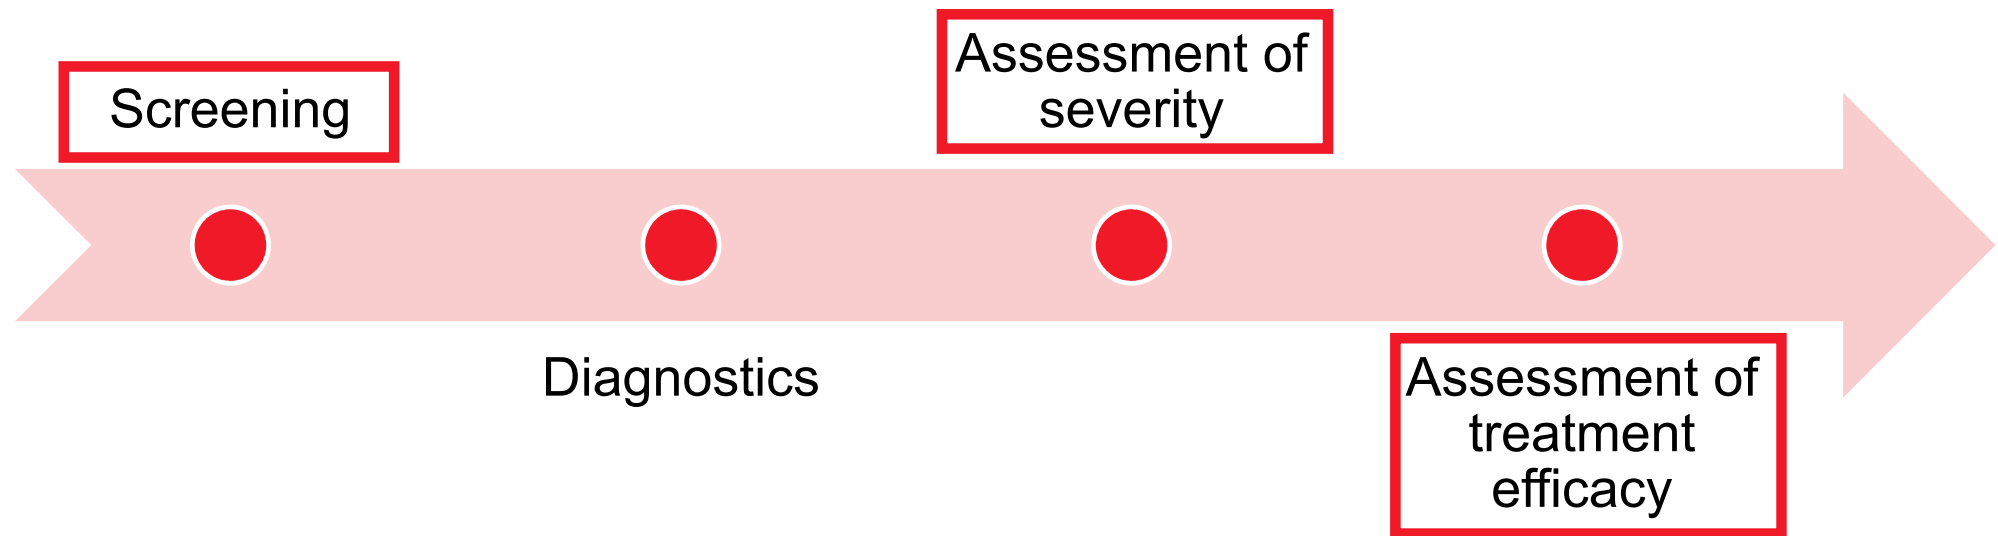 Screening
Diagnostics
Assessment of
severity
Assessment of
treatment
efficacy